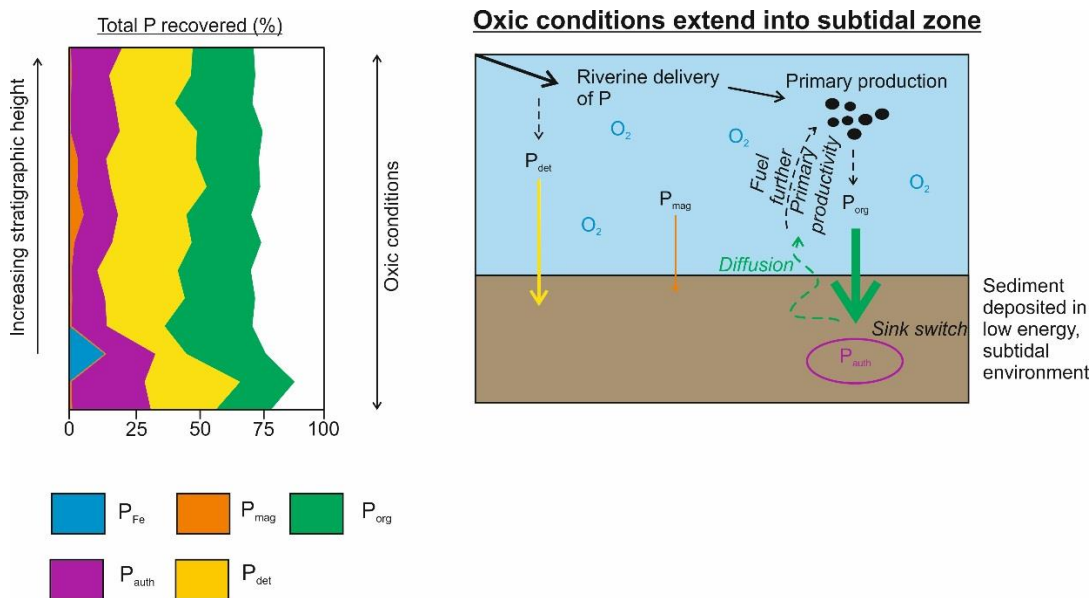 Total P recovered (%)
Increasing stratigraphic height
Oxic conditions
0 25 50 75 100
P_Fe
P_mag
P_org
P_auth
P_det
Oxic conditions extend into subtidal zone
Riverine delivery
of P
Primary production
O₂
O₂
O₂
O₂
P_det
P_mag
Fuel
further
Primary
productivity
P_org
Diffusion
Sink switch
P_auth
Sediment
deposited in
low energy,
subtidal
environment